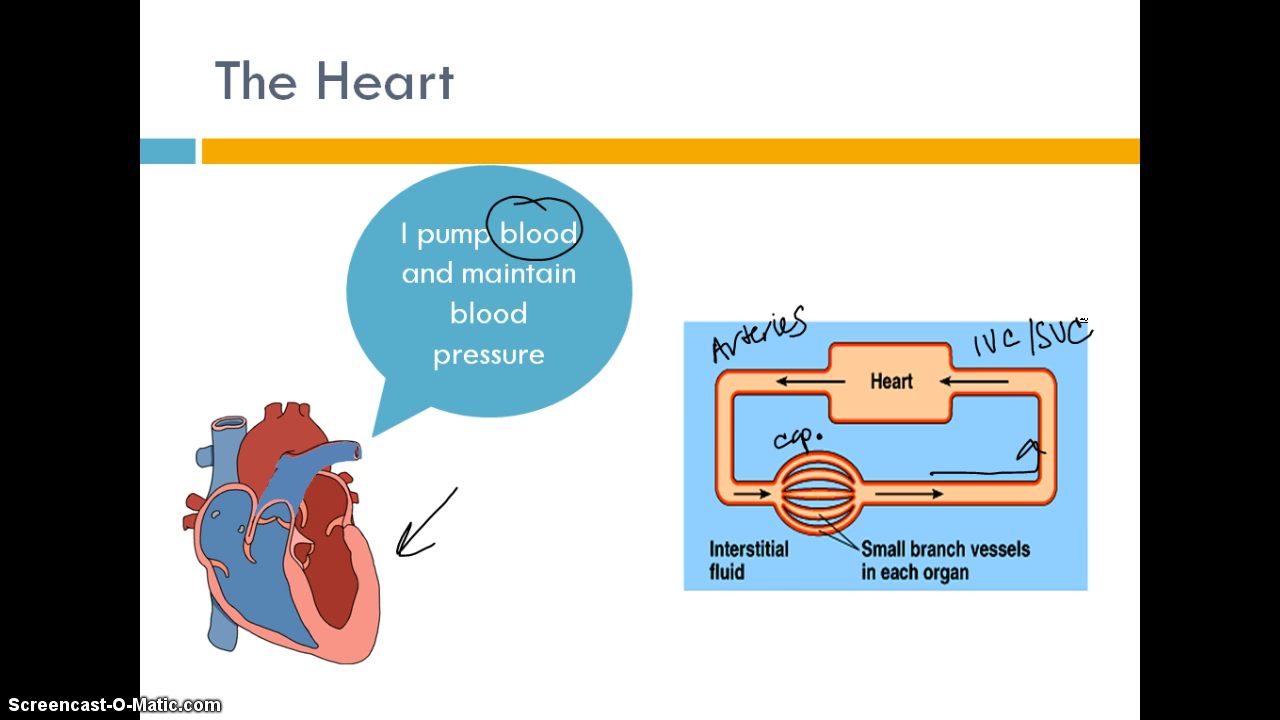 The Heart
I pump blood
and maintain
blood
pressure
Arteries
IVC/SVC
Heart
cap.
Interstitial
fluid
Small branch vessels
in each organ
Screencast-O-Matic.com